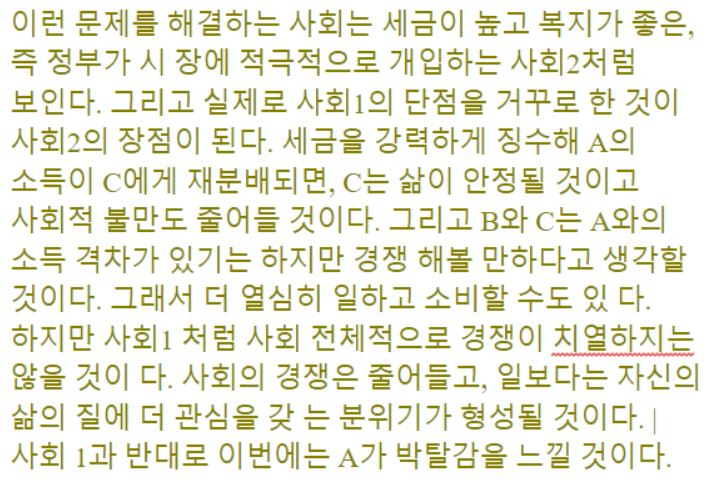 이런 문제를 해결하는 사회는 세금이 높고 복지가 좋은,
즉 정부가 시 장에 적극적으로 개입하는 사회2처럼
보인다. 그리고 실제로 사회1의 단점을 거꾸로 한 것이
사회2의 장점이 된다. 세금을 강력하게 징수해 A의
소득이 C에게 재분배되면, C는 삶이 안정될 것이고
사회적 불만도 줄어들 것이다. 그리고 B와 C는 A와의
소득 격차가 있기는 하지만 경쟁 해볼 만하다고 생각할
것이다. 그래서 더 열심히 일하고 소비할 수도 있 다.
하지만 사회1 처럼 사회 전체적으로 경쟁이 치열하지는
않을 것이 다. 사회의 경쟁은 줄어들고, 일보다는 자신의
삶의 질에 더 관심을 갖 는 분위기가 형성될 것이다.
사회 1과 반대로 이번에는 A가 박탈감을 느낄 것이다.